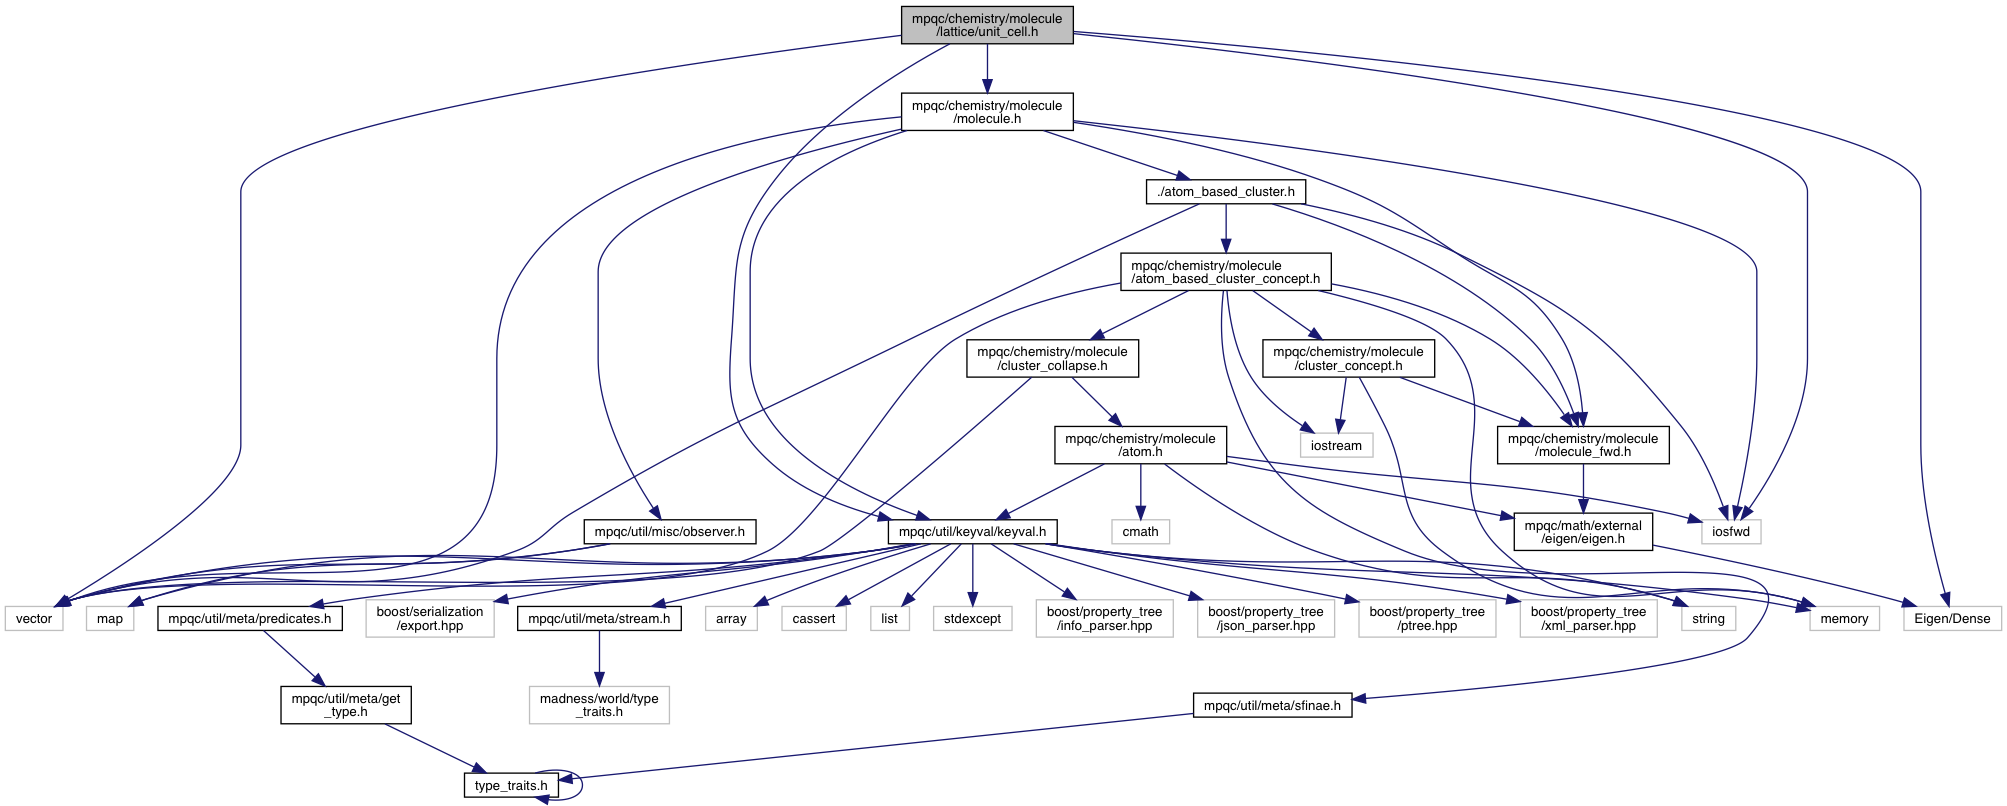 mpqc/chemistry/molecule
/lattice/unit_cell.h
mpqc/chemistry/molecule
/molecule.h
./atom_based_cluster.h
mpqc/chemistry/molecule
/atom_based_cluster_concept.h
mpqc/chemistry/molecule
/cluster_collapse.h
mpqc/chemistry/molecule
/cluster_concept.h
mpqc/chemistry/molecule
/atom.h
iostream
mpqc/chemistry/molecule
/molecule_fwd.h
mpqc/util/misc/observer.h
mpqc/util/keyval/keyval.h
cmath
mpqc/math/external
/eigen/eigen.h
iosfwd
vector
map
mpqc/util/meta/predicates.h
boost/serialization
/export.hpp
mpqc/util/meta/stream.h
array
cassert
list
stdexcept
boost/property_tree
/info_parser.hpp
boost/property_tree
/json_parser.hpp
boost/property_tree
/ptree.hpp
boost/property_tree
/xml_parser.hpp
string
memory
Eigen/Dense
mpqc/util/meta/get
_type.h
madness/world/type
_traits.h
mpqc/util/meta/sfinae.h
type_traits.h